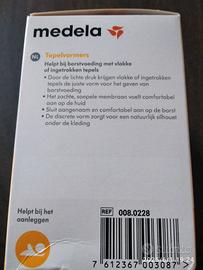 medela
NL
Tepelvormers
Helpt bij borstvoeding met vlakke
of ingetrokken tepels
• Door de lichte druk krijgen vlakke of ingetrokken
tepels de juiste vorm voor het geven van
borstvoeding
• Het zachte, soepele membraan voelt comfortabel
aan op de huid
• Sluit aangenaam en comfortabel aan op de borst
• De discrete vorm zorgt voor een natuurlijk silhouet
onder de kleding
Helpt bij het
aanleggen
REF 008.0228
7 612367 003087 >